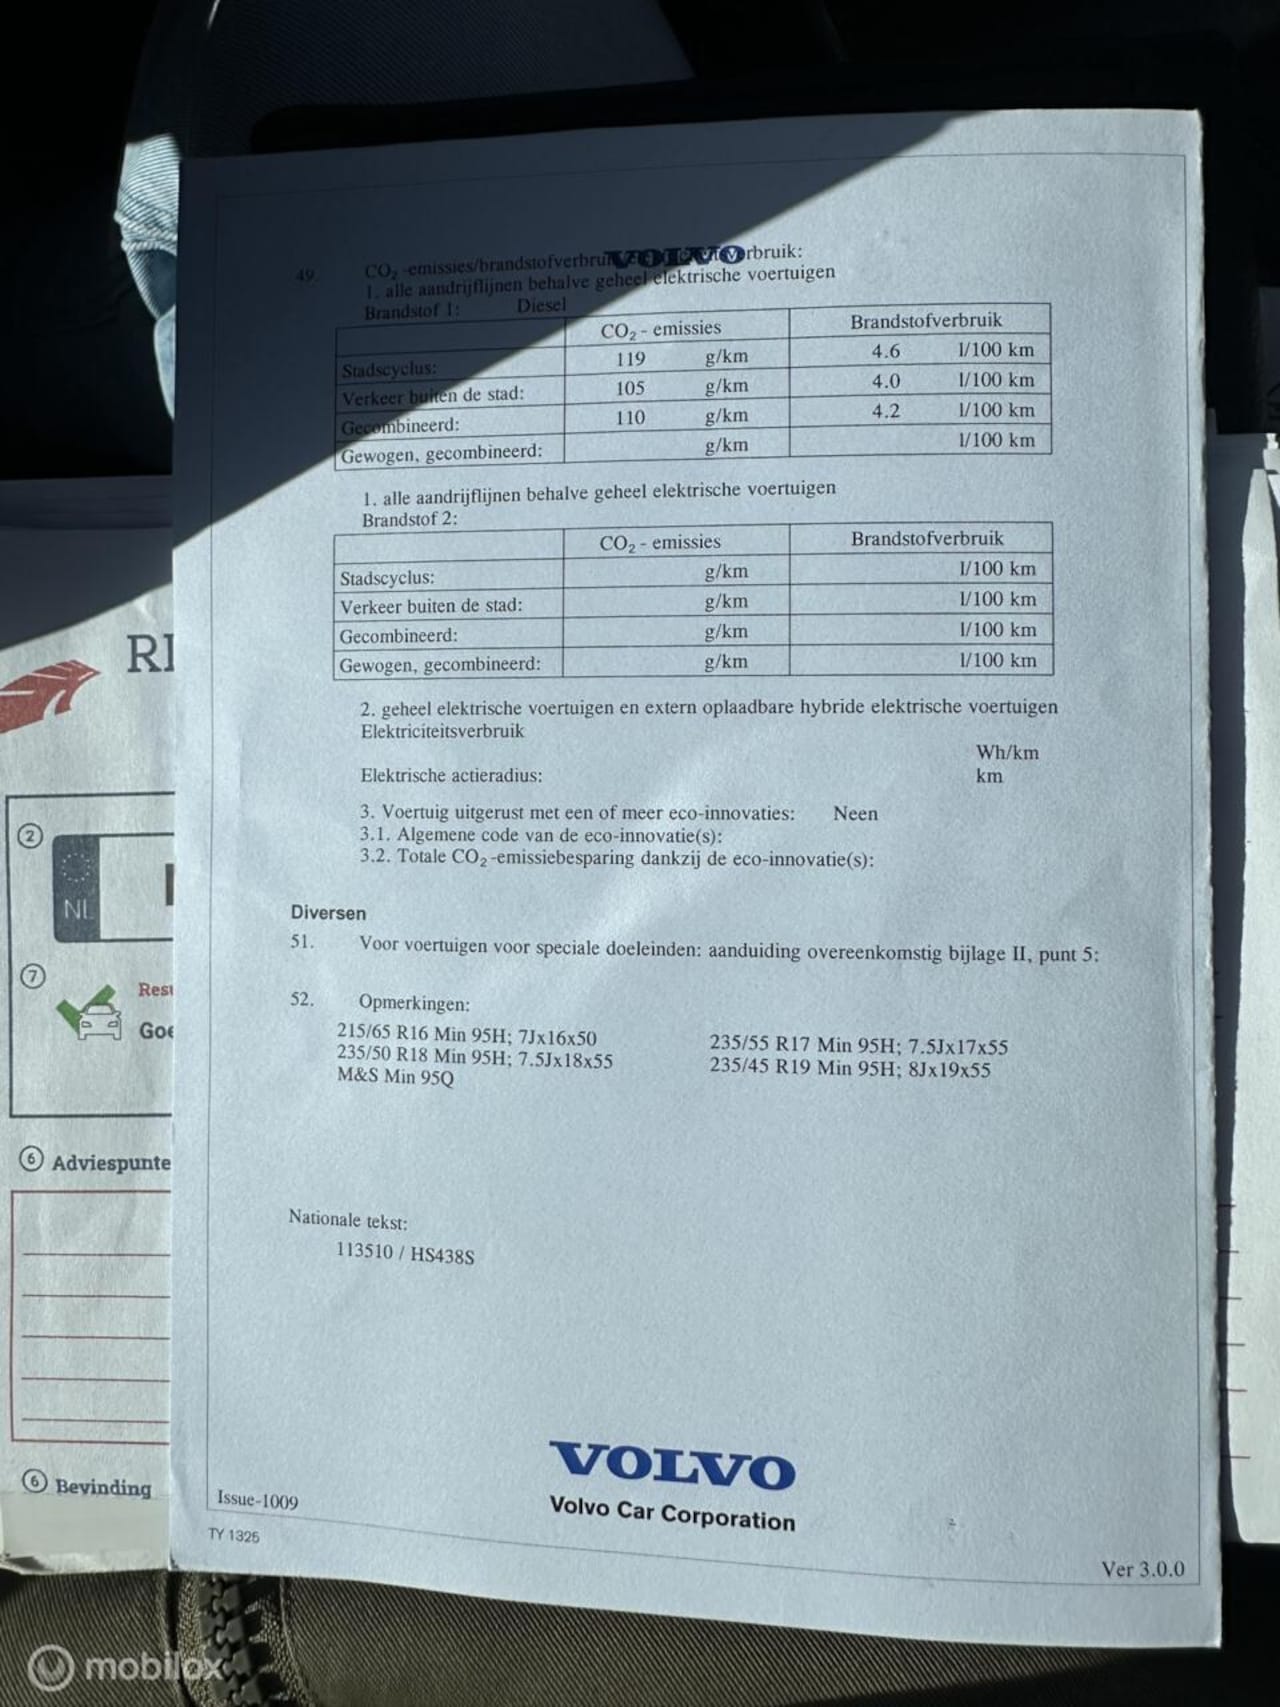 VOLVO
49. CO₂ -emissies/brandstofverbruik verbruik:
1. alle aandrijflijnen behalve geheel elektrische voertuigen
Brandstof 1: Diesel
CO₂ - emissies Brandstofverbruik
Stadscyclus: 119 g/km 4.6 l/100 km
Verkeer buiten de stad: 105 g/km 4.0 l/100 km
Gecombineerd: 110 g/km 4.2 l/100 km
Gewogen, gecombineerd: g/km l/100 km
1. alle aandrijflijnen behalve geheel elektrische voertuigen
Brandstof 2:
CO₂ - emissies Brandstofverbruik
Stadscyclus: g/km l/100 km
Verkeer buiten de stad: g/km l/100 km
Gecombineerd: g/km l/100 km
Gewogen, gecombineerd: g/km l/100 km
2. geheel elektrische voertuigen en extern oplaadbare hybride elektrische voertuigen
Elektriciteitsverbruik
Wh/km
Elektrische actieradius: km
3. Voertuig uitgerust met een of meer eco-innovaties: Neen
3.1. Algemene code van de eco-innovatie(s):
3.2. Totale CO₂-emissiebesparing dankzij de eco-innovatie(s):
Diversen
51. Voor voertuigen voor speciale doeleinden: aanduiding overeenkomstig bijlage II, punt 5:
52. Opmerkingen:
215/65 R16 Min 95H; 7Jx16x50 235/55 R17 Min 95H; 7.5Jx17x55
235/50 R18 Min 95H; 7.5Jx18x55 235/45 R19 Min 95H; 8Jx19x55
M&S Min 95Q
Nationale tekst:
113510 / HS438S
VOLVO
Volvo Car Corporation
Issue-1009
TY 1325
Ver 3.0.0
2
NL
7
Goe
6 Adviespunte
6 Bevinding
mobilox